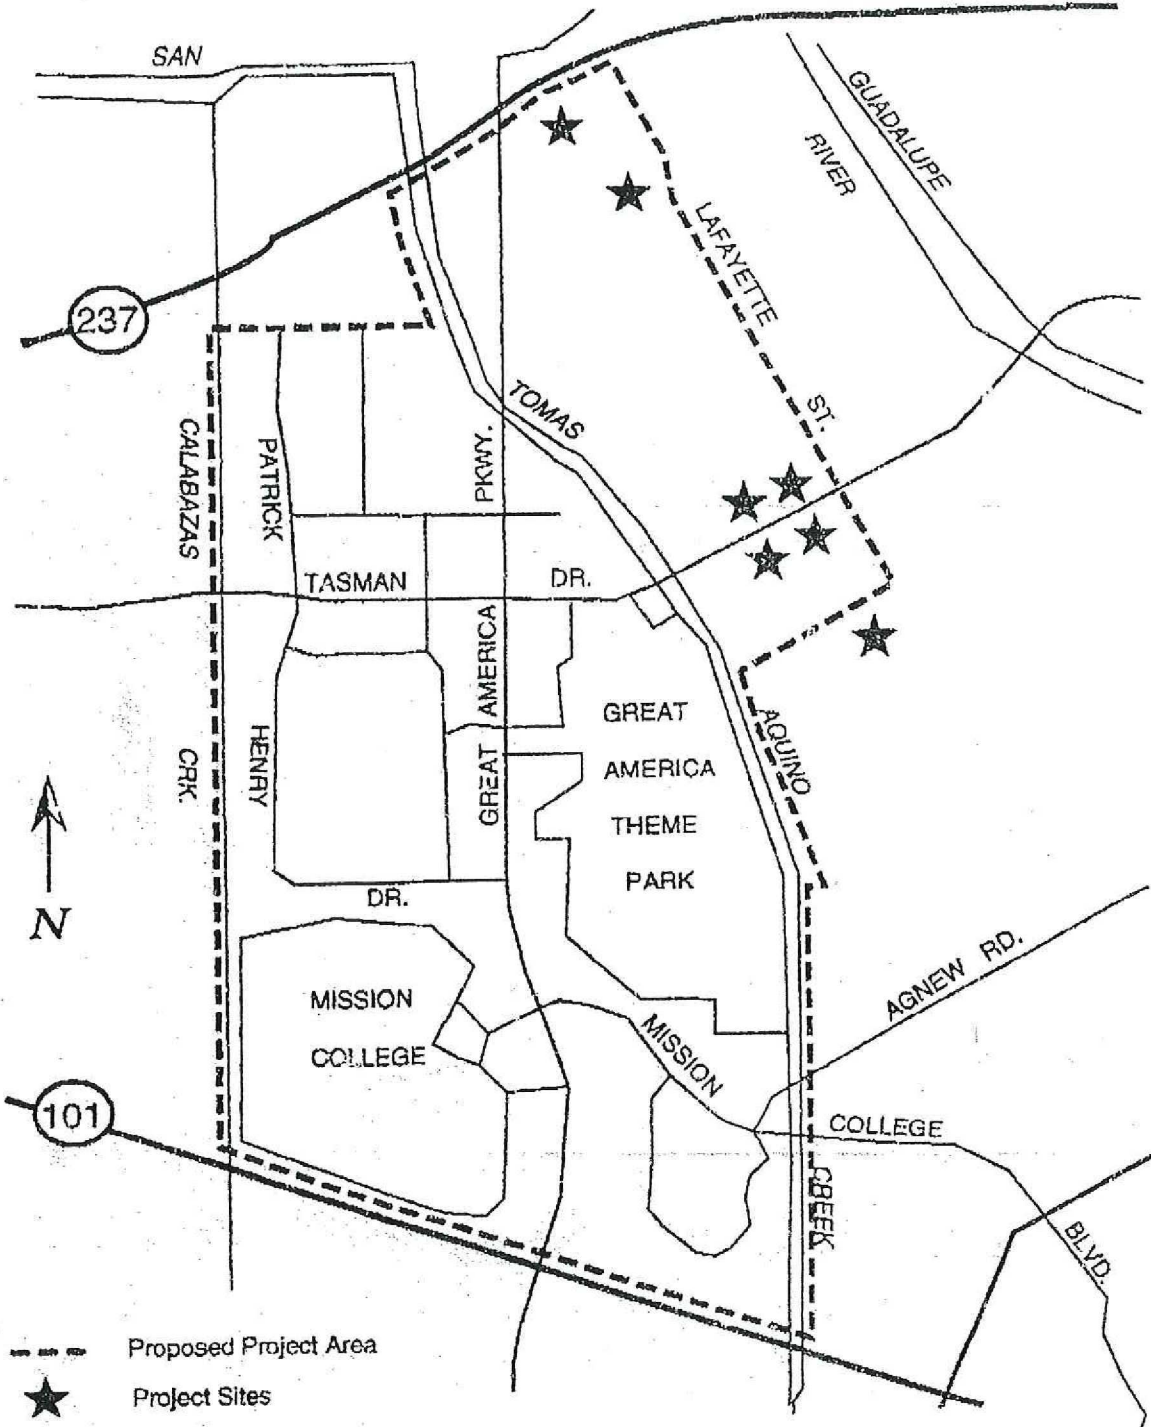 SAN
GUADALUPE
RIVER
LAFAYETTE
ST.
237
TOMAS
CALABAZAS
PATRICK
PKWY.
TASMAN
DR.
AMERICA
GREAT
GREAT
AMERICA
THEME
PARK
AQUINO
HENRY
CRK.
N
DR.
AGNEW RD.
MISSION
COLLEGE
MISSION
COLLEGE
101
CREEK
BLVD.
Proposed Project Area
Project Sites